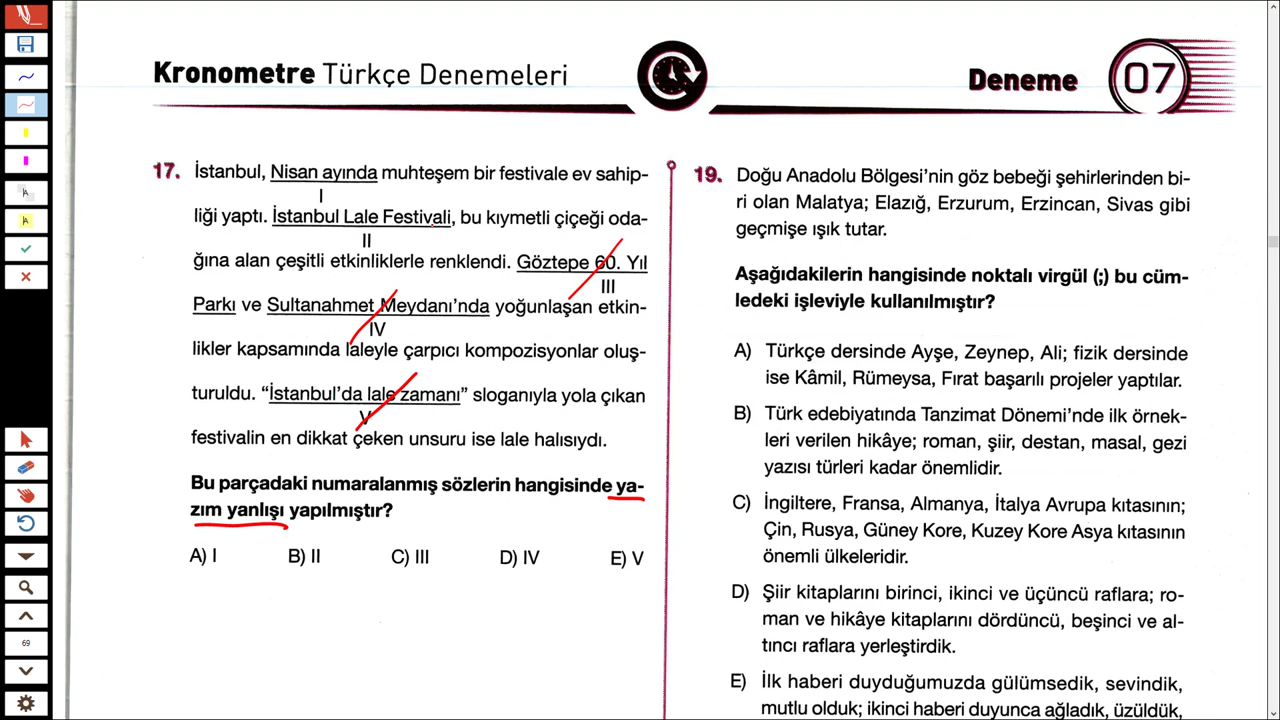 Kronometre Türkçe Denemeleri
Deneme 07
17. İstanbul, Nisan ayında muhteşem bir festivale ev sahip-
I
liği yaptı. İstanbul Lale Festivali, bu kıymetli çiçeği oda-
II
ğına alan çeşitli etkinliklerle renklendi. Göztepe 60. Yıl
III
Parkı ve Sultanahmet Meydanı’nda yoğunlaşan etkin-
IV
likler kapsamında laleyle çarpıcı kompozisyonlar oluş-
turuldu. “İstanbul’da lale zamanı” sloganıyla yola çıkan
V
festivalin en dikkat çeken unsuru ise lale halısıydı.
Bu parçadaki numaralanmış sözlerin hangisinde ya-
zım yanlışı yapılmıştır?
A) I B) II C) III D) IV E) V
19. Doğu Anadolu Bölgesi’nin göz bebeği şehirlerinden bi-
ri olan Malatya; Elazığ, Erzurum, Erzincan, Sivas gibi
geçmişe ışık tutar.
Aşağıdakilerin hangisinde noktalı virgül (;) bu cüm-
ledeki işleviyle kullanılmıştır?
A) Türkçe dersinde Ayşe, Zeynep, Ali; fizik dersinde
ise Kâmil, Rümeysa, Fırat başarılı projeler yaptılar.
B) Türk edebiyatında Tanzimat Dönemi’nde ilk örnek-
leri verilen hikâye; roman, şiir, destan, masal, gezi
yazısı türleri kadar önemlidir.
C) İngiltere, Fransa, Almanya, İtalya Avrupa kıtasının;
Çin, Rusya, Güney Kore, Kuzey Kore Asya kıtasının
önemli ülkeleridir.
D) Şiir kitaplarını birinci, ikinci ve üçüncü raflara; ro-
man ve hikâye kitaplarını dördüncü, beşinci ve al-
tıncı raflara yerleştirdik.
E) İlk haberi duyduğumuzda gülümsedik, sevindik,
mutlu olduk; ikinci haberi duyunca ağladık, üzüldük,
69